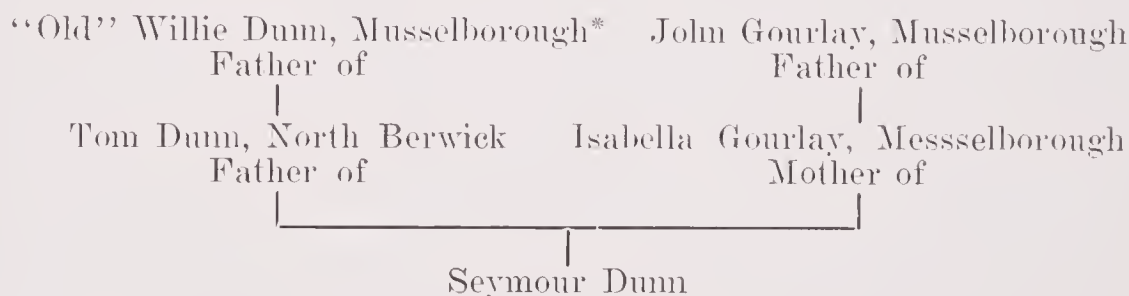 “Old” Willie Dunn, Musselborough* John Gourlay, Musselborough
Father of Father of
Tom Dunn, North Berwick Isabella Gourlay, Messselborough
Father of Mother of
Seymour Dunn